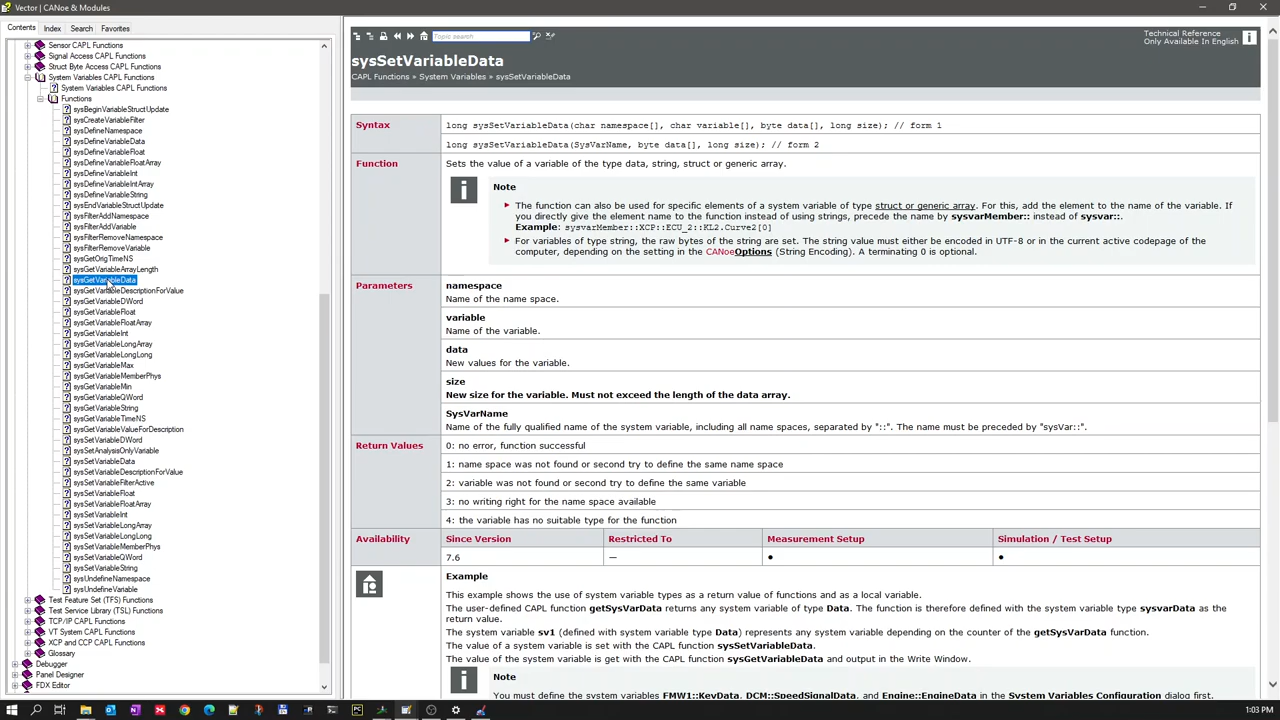 Vector | CANoe & Modules
Contents
Index
Search
Favorites
Sensor CAPL Functions
Signal Access CAPL Functions
Struct Byte Access CAPL Functions
System Variables CAPL Functions
System Variables CAPL Functions
Functions
sysBeginVariableStructUpdate
sysCreateVariableFilter
sysDefineNamespace
sysDefineVariableData
sysDefineVariableFloat
sysDefineVariableFloatArray
sysDefineVariableInt
sysDefineVariableIntArray
sysDefineVariableString
sysEndVariableStructUpdate
sysFilterAddNamespace
sysFilterAddVariable
sysFilterRemoveNamespace
sysFilterRemoveVariable
sysGetOrigTimeNS
sysGetVariableArrayLength
sysGetVariableData
sysGetVariableDescriptionForValue
sysGetVariableDWord
sysGetVariableFloat
sysGetVariableFloatArray
sysGetVariableInt
sysGetVariableLongArray
sysGetVariableLongLong
sysGetVariableMax
sysGetVariableMemberPhys
sysGetVariableMin
sysGetVariableQWord
sysGetVariableString
sysGetVariableTimeNS
sysGetVariableValueForDescription
sysSetVariableDWord
sysSetAnalysisOnlyVariable
sysSetVariableData
sysSetVariableDescriptionForValue
sysSetVariableFilterActive
sysSetVariableFloat
sysSetVariableFloatArray
sysSetVariableInt
sysSetVariableLongArray
sysSetVariableLongLong
sysSetVariableMemberPhys
sysSetVariableQWord
sysSetVariableString
sysUndefineNamespace
sysUndefineVariable
Test Feature Set (TFS) Functions
Test Service Library (TSL) Functions
TCP/IP CAPL Functions
VT System CAPL Functions
XCP and CCP CAPL Functions
Glossary
Debugger
Panel Designer
FDX Editor
Topic search
Technical Reference
Only Available In English
sysSetVariableData
CAPL Functions » System Variables » sysSetVariableData
Syntax
long sysSetVariableData(char namespace[], char variable[], byte data[], long size); // form 1
long sysSetVariableData(SysVarName, byte data[], long size); // form 2
Function
Sets the value of a variable of the type data, string, struct or generic array.
Note
The function can also be used for specific elements of a system variable of type struct or generic array. For this, add the element to the name of the variable. If
you directly give the element name to the function instead of using strings, precede the name by sysvarMember:: instead of sysvar::.
Example: sysvarMember::XCP::ECU_2::KL2.Curve2[0]
For variables of type string, the raw bytes of the string are set. The string value must either be encoded in UTF-8 or in the current active codepage of the
computer, depending on the setting in the CANoeOptions (String Encoding). A terminating 0 is optional.
Parameters
namespace
Name of the name space.
variable
Name of the variable.
data
New values for the variable.
size
New size for the variable. Must not exceed the length of the data array.
SysVarName
Name of the fully qualified name of the system variable, including all name spaces, separated by "::". The name must be preceded by "sysVar::".
Return Values
0: no error, function successful
1: name space was not found or second try to define the same name space
2: variable was not found or second try to define the same variable
3: no writing right for the name space available
4: the variable has no suitable type for the function
Availability
Since Version
Restricted To
Measurement Setup
Simulation / Test Setup
7.6
—
●
●
Example
This example shows the use of system variable types as a return value of functions and as a local variable.
The user-defined CAPL function getSysVarData returns any system variable of type Data. The function is therefore defined with the system variable type sysvarData as the
return value.
The system variable sv1 (defined with system variable type Data) represents any system variable depending on the counter of the getSysVarData function.
The value of a system variable is set with the CAPL function sysSetVariableData.
The value of the system variable is get with the CAPL function sysGetVariableData and output in the Write Window.
Note
You must define the system variables FMW1::KeyData, DCM::SpeedSignalData, and Engine::EngineData in the System Variables Configuration dialog first.
1:03 PM